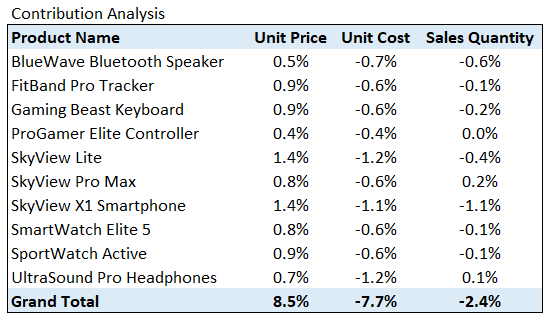 Contribution Analysis
Product Name Unit Price Unit Cost Sales Quantity
BlueWave Bluetooth Speaker 0.5% -0.7% -0.6%
FitBand Pro Tracker 0.9% -0.6% -0.1%
Gaming Beast Keyboard 0.9% -0.6% -0.2%
ProGamer Elite Controller 0.4% -0.4% 0.0%
SkyView Lite 1.4% -1.2% -0.4%
SkyView Pro Max 0.8% -0.6% 0.2%
SkyView X1 Smartphone 1.4% -1.1% -1.1%
SmartWatch Elite 5 0.8% -0.6% -0.1%
SportWatch Active 0.9% -0.6% -0.1%
UltraSound Pro Headphones 0.7% -1.2% 0.1%
Grand Total 8.5% -7.7% -2.4%